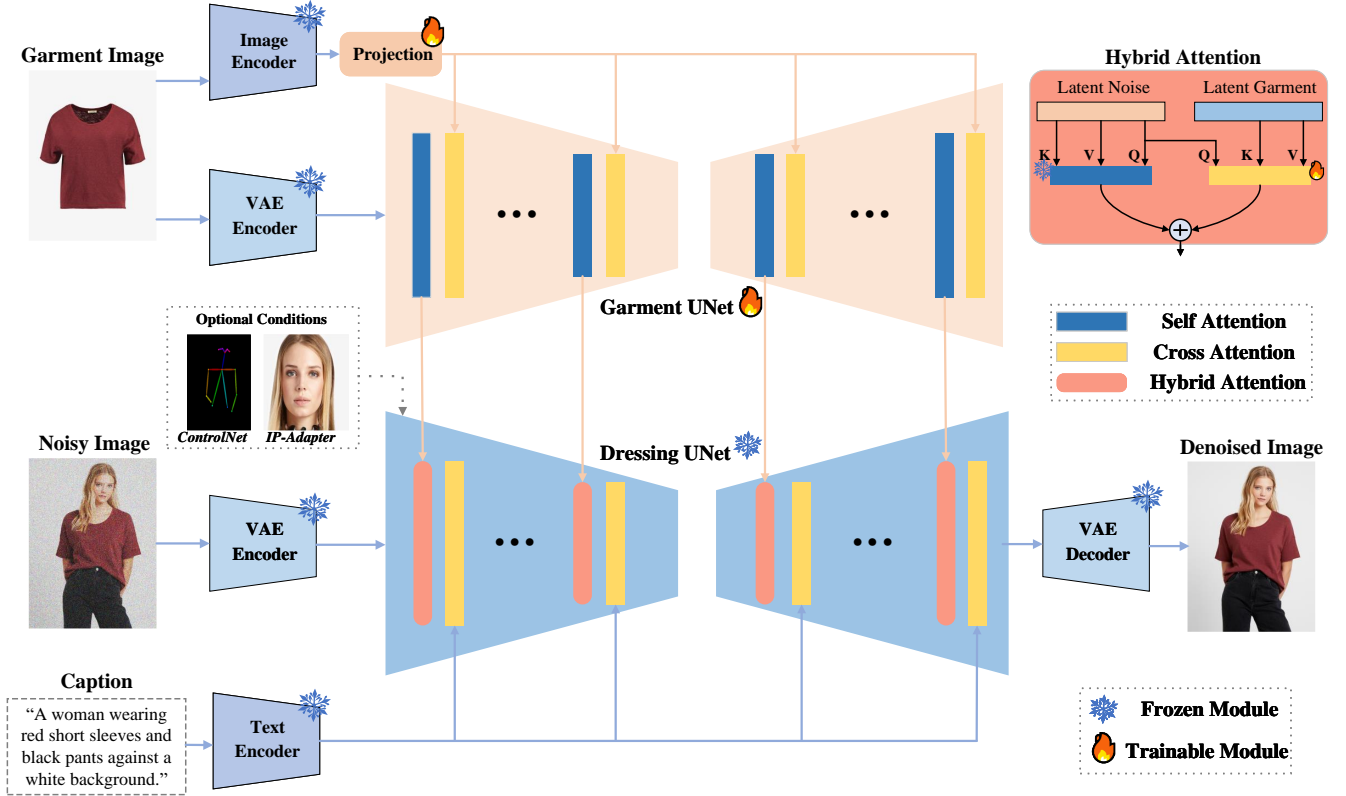 Garment Image
Image
Encoder
Projection
VAE
Encoder
Garment UNet
Hybrid Attention
Latent Noise
Latent Garment
K
V
Q
Q
K
V
Self Attention
Cross Attention
Hybrid Attention
Optional Conditions
ControlNet
IP-Adapter
Noisy Image
VAE
Encoder
Dressing UNet
Denoised Image
VAE
Decoder
Caption
“A woman wearing
red short sleeves and
black pants against a
white background.”
Text
Encoder
Frozen Module
Trainable Module